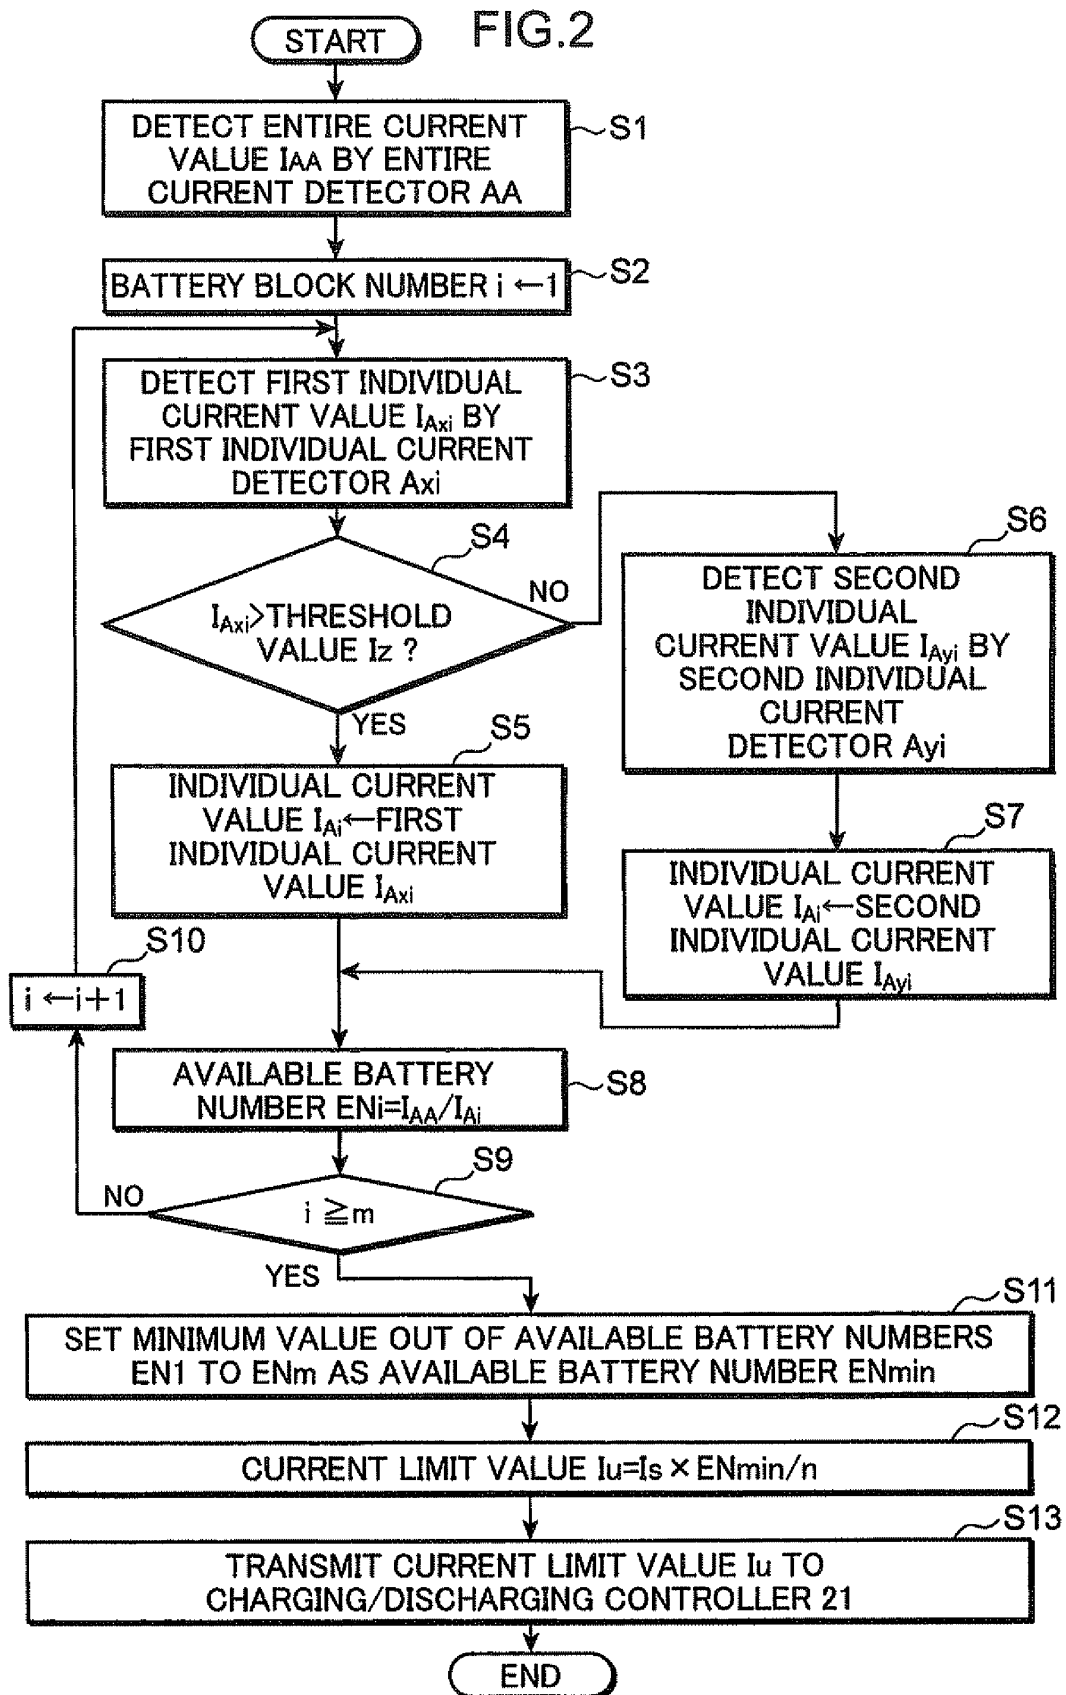 FIG.2
START
DETECT ENTIRE CURRENT
VALUE IAA BY ENTIRE
CURRENT DETECTOR AA
S1
BATTERY BLOCK NUMBER i ←1
S2
DETECT FIRST INDIVIDUAL
CURRENT VALUE IAxi BY
FIRST INDIVIDUAL CURRENT
DETECTOR Axi
S3
S4
IAxi>THRESHOLD
VALUE Iz ?
NO
YES
S5
INDIVIDUAL CURRENT
VALUE IAi←FIRST
INDIVIDUAL CURRENT
VALUE IAxi
S6
DETECT SECOND
INDIVIDUAL
CURRENT VALUE IAyi BY
SECOND INDIVIDUAL
CURRENT
DETECTOR Ayi
S7
INDIVIDUAL CURRENT
VALUE IAi←SECOND
INDIVIDUAL CURRENT
VALUE IAyi
S10
i ←i+1
AVAILABLE BATTERY
NUMBER ENi=IAA/IAi
S8
S9
i ≧m
NO
YES
S11
SET MINIMUM VALUE OUT OF AVAILABLE BATTERY NUMBERS
EN1 TO ENm AS AVAILABLE BATTERY NUMBER ENmin
S12
CURRENT LIMIT VALUE Iu=Is × ENmin/n
S13
TRANSMIT CURRENT LIMIT VALUE Iu TO
CHARGING/DISCHARGING CONTROLLER 21
END